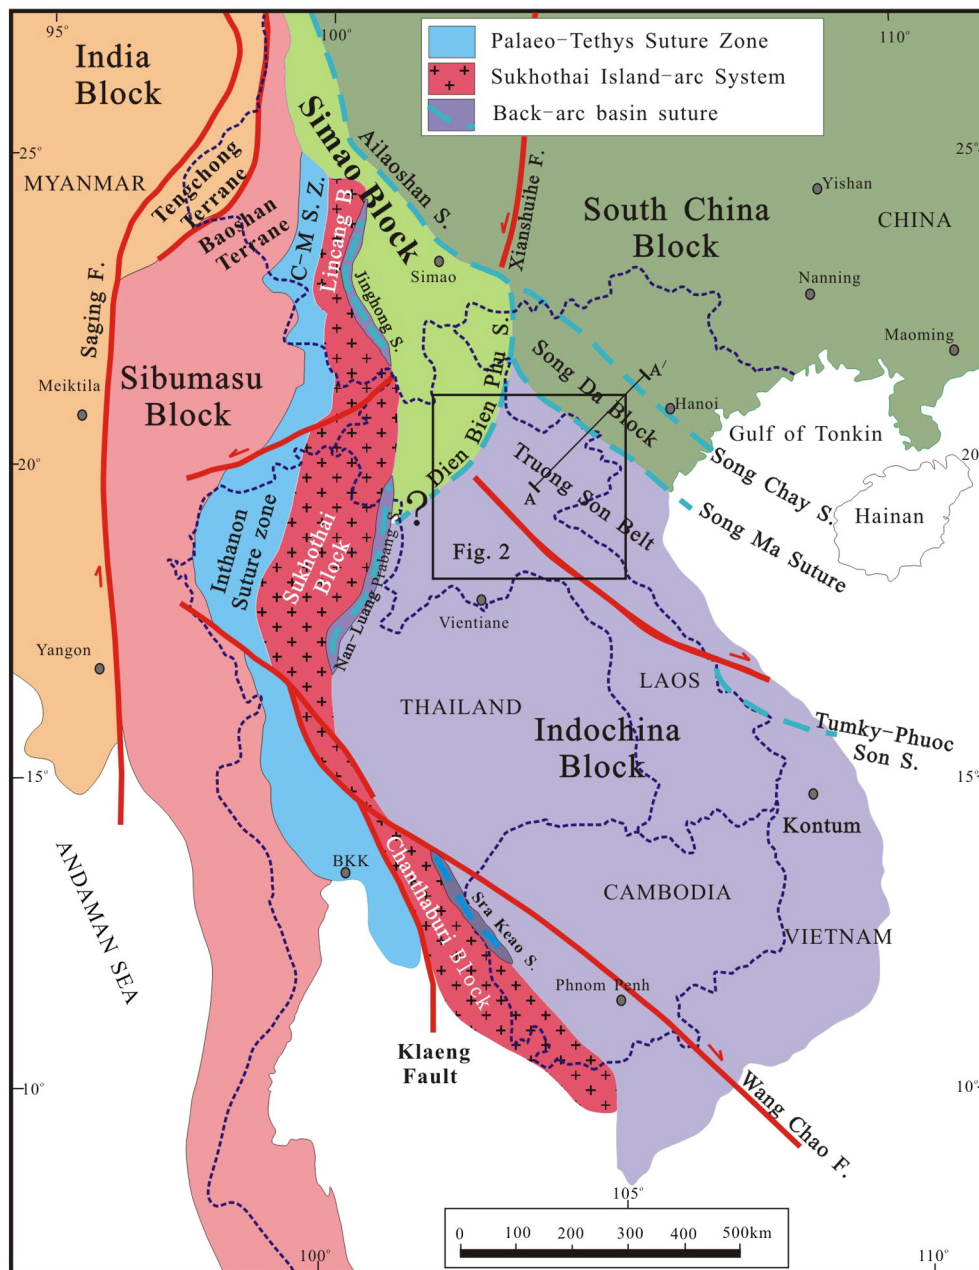 95°
100°
110°
Palaeo-Tethys Suture Zone
Sukhothai Island-arc System
Back-arc basin suture
India
Block
Simao Block
Ailaoshan S.
Xianshuihe F.
25°
25°
MYANMAR
Tengchong
Terrane
Baoshan
Terrane
C-M S. Z.
Lincang B.
Jinghong S.
Simao
South China
Block
Yishan
CHINA
Nanning
Maoming
Saging F.
Meiktila
Sibumasu
Block
Dien Bien Phu S.
Song Da Block
A′
Hanoi
Gulf of Tonkin
20°
20°
Song Chay S.
Hainan
Truong Son Belt
A
Song Ma Suture
?
Fig. 2
Inthanon
Suture zone
Sukhothai
Block
Nan-Luang Prabang S.
Vientiane
Yangon
THAILAND
LAOS
Indochina
Block
Tumky-Phuoc
Son S.
15°
15°
Kontum
ANDAMAN SEA
BKK
Chanthaburi Block
Sra Keao S.
CAMBODIA
VIETNAM
Phnom Penh
Klaeng
Fault
Wang Chao F.
10°
10°
105°
0 100 200 300 400 500km
100°
110°